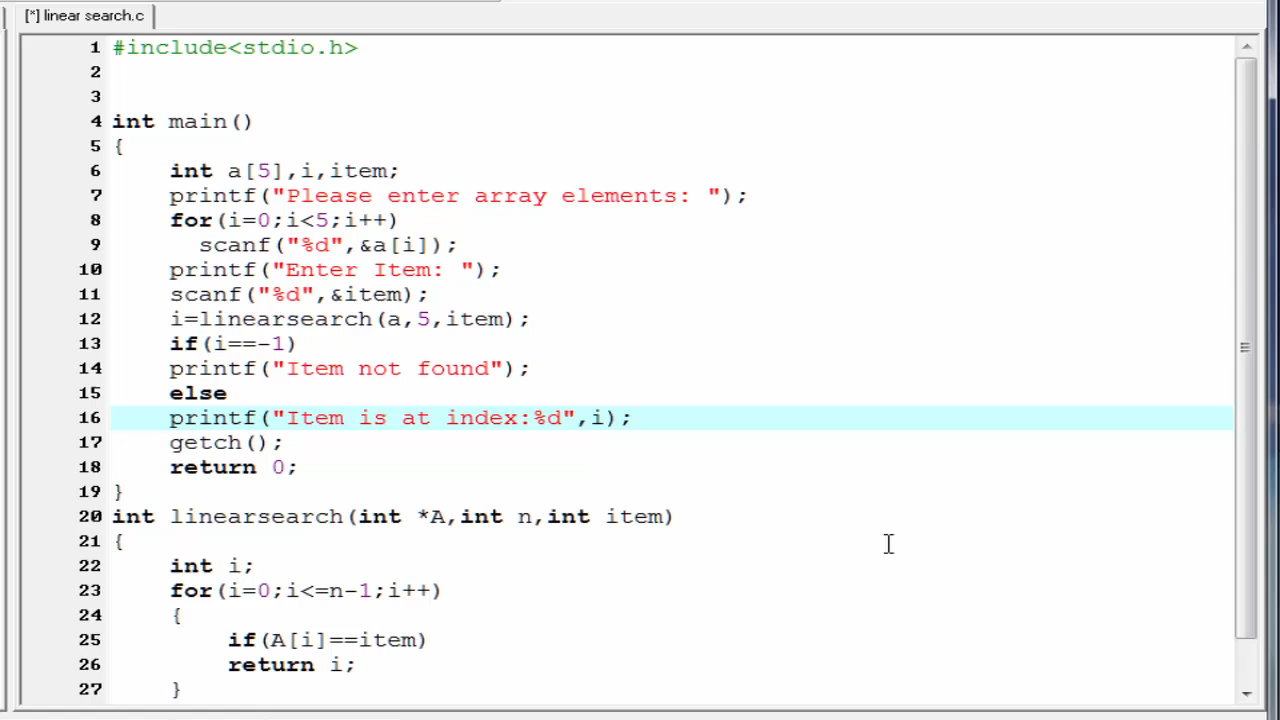 [*] linear search.c
1 #include<stdio.h>
2
3
4 int main()
5 {
6 int a[5],i,item;
7 printf("Please enter array elements: ");
8 for(i=0;i<5;i++)
9 scanf("%d",&a[i]);
10 printf("Enter Item: ");
11 scanf("%d",&item);
12 i=linearsearch(a,5,item);
13 if(i==-1)
14 printf("Item not found");
15 else
16 printf("Item is at index:%d",i);
17 getch();
18 return 0;
19 }
20 int linearsearch(int *A,int n,int item)
21 {
22 int i;
23 for(i=0;i<=n-1;i++)
24 {
25 if(A[i]==item)
26 return i;
27 }